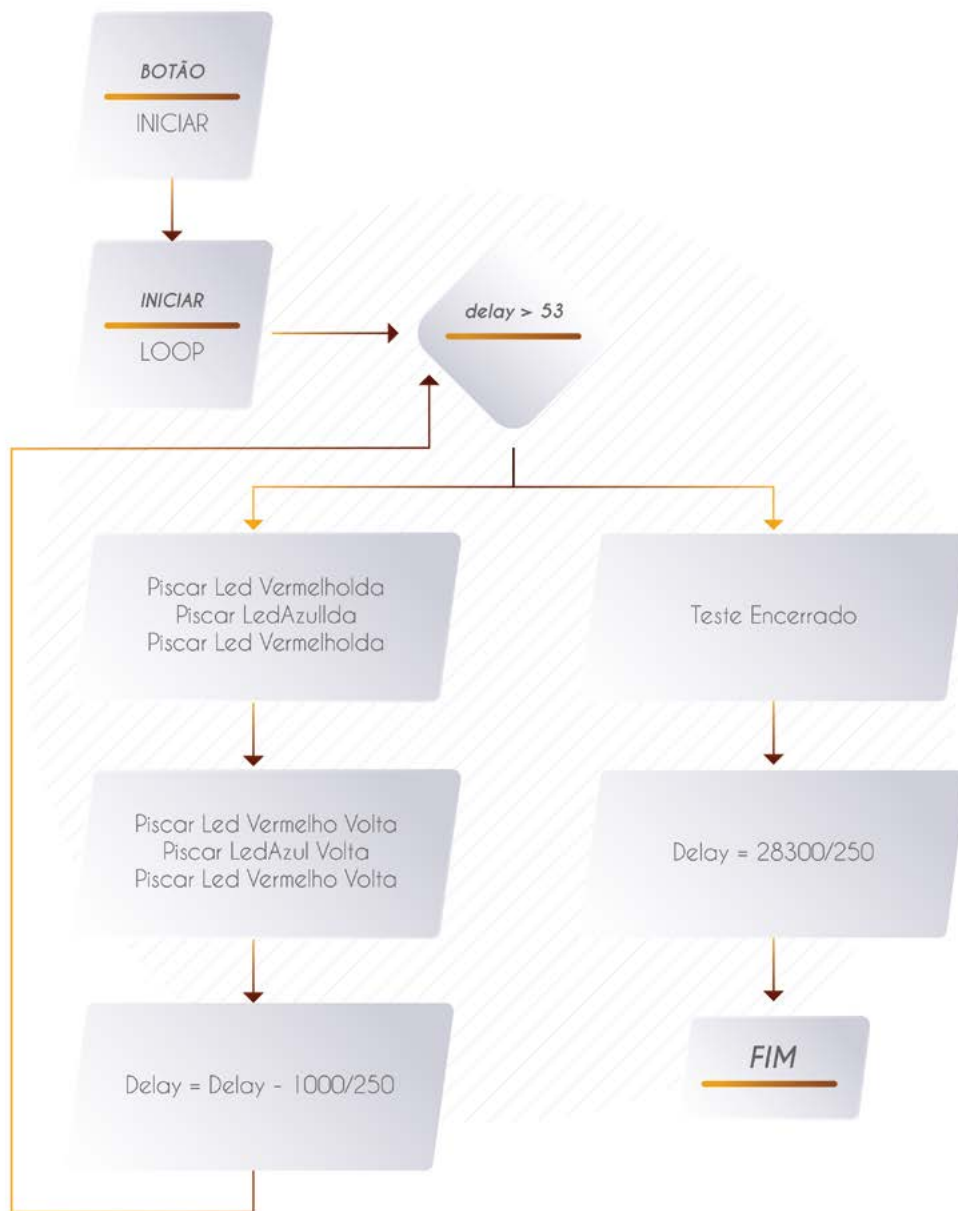 BOTÃO
INICIAR
INICIAR
LOOP
delay > 53
Piscar Led Vermelholda
Piscar LedAzullda
Piscar Led Vermelholda
Teste Encerrado
Piscar Led Vermelho Volta
Piscar LedAzul Volta
Piscar Led Vermelho Volta
Delay = 28300/250
Delay = Delay - 1000/250
FIM